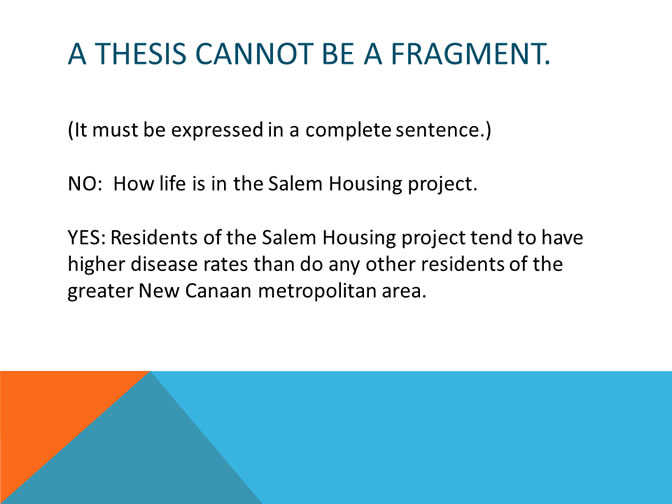 A THESIS CANNOT BE A FRAGMENT.
(It must be expressed in a complete sentence.)
NO:  How life is in the Salem Housing project.
YES: Residents of the Salem Housing project tend to have
higher disease rates than do any other residents of the
greater New Canaan metropolitan area.